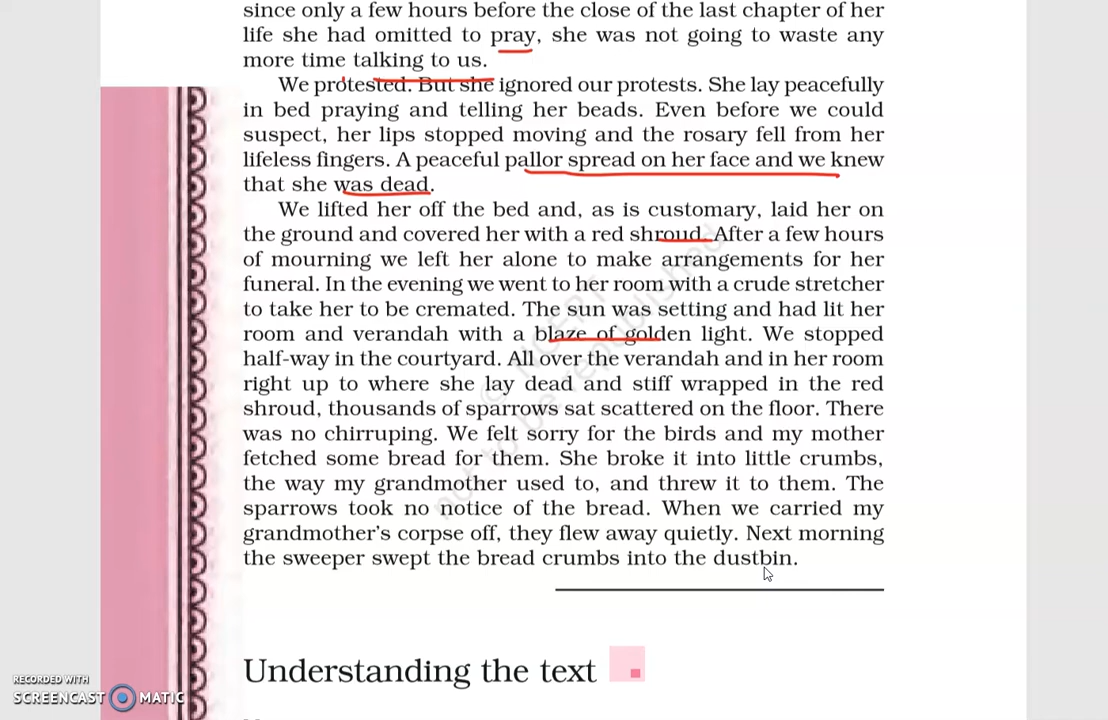 since only a few hours before the close of the last chapter of her
life she had omitted to pray, she was not going to waste any
more time talking to us.
We protested. But she ignored our protests. She lay peacefully
in bed praying and telling her beads. Even before we could
suspect, her lips stopped moving and the rosary fell from her
lifeless fingers. A peaceful pallor spread on her face and we knew
that she was dead.
We lifted her off the bed and, as is customary, laid her on
the ground and covered her with a red shroud. After a few hours
of mourning we left her alone to make arrangements for her
funeral. In the evening we went to her room with a crude stretcher
to take her to be cremated. The sun was setting and had lit her
room and verandah with a blaze of golden light. We stopped
half-way in the courtyard. All over the verandah and in her room
right up to where she lay dead and stiff wrapped in the red
shroud, thousands of sparrows sat scattered on the floor. There
was no chirruping. We felt sorry for the birds and my mother
fetched some bread for them. She broke it into little crumbs,
the way my grandmother used to, and threw it to them. The
sparrows took no notice of the bread. When we carried my
grandmother's corpse off, they flew away quietly. Next morning
the sweeper swept the bread crumbs into the dustbin.
© NCERT
not to be republished
Understanding the text
RECORDED WITH
SCREENCAST MATIC